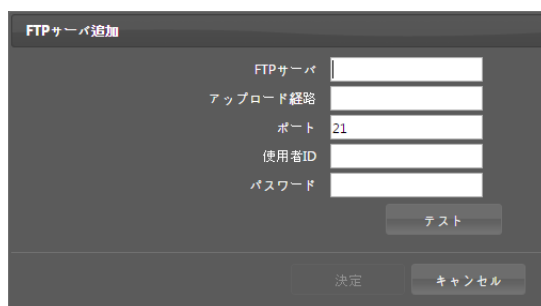 FTPサーバ追加
FTPサーバ
アップロード経路
ポート 21
使用者ID
パスワード
テスト
決定 キャンセル